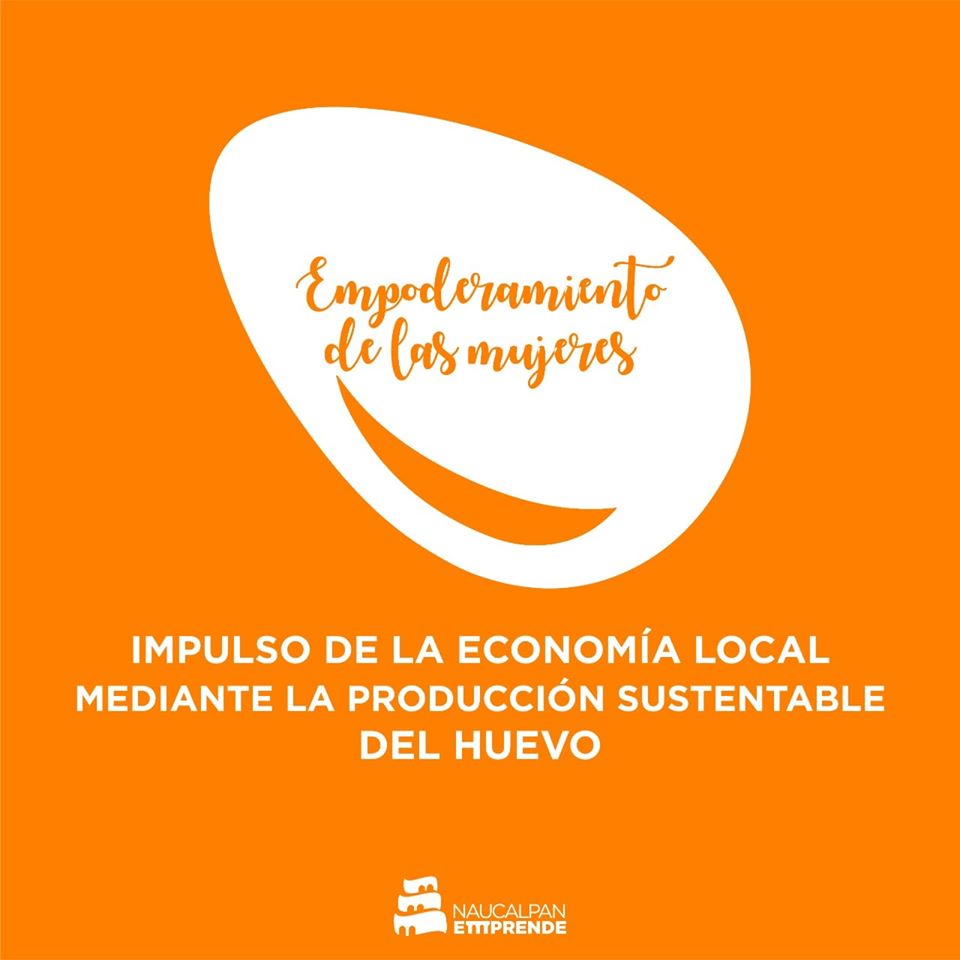 Empoderamiento
de las mujeres
IMPULSO DE LA ECONOMÍA LOCAL
MEDIANTE LA PRODUCCIÓN SUSTENTABLE
DEL HUEVO
NAUCALPAN
EMPRENDE